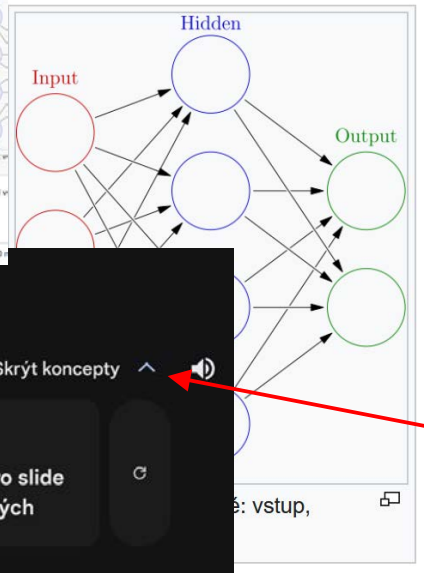 Hidden
Input
Output
Skrýt koncepty
o slide
ých
é: vstup,